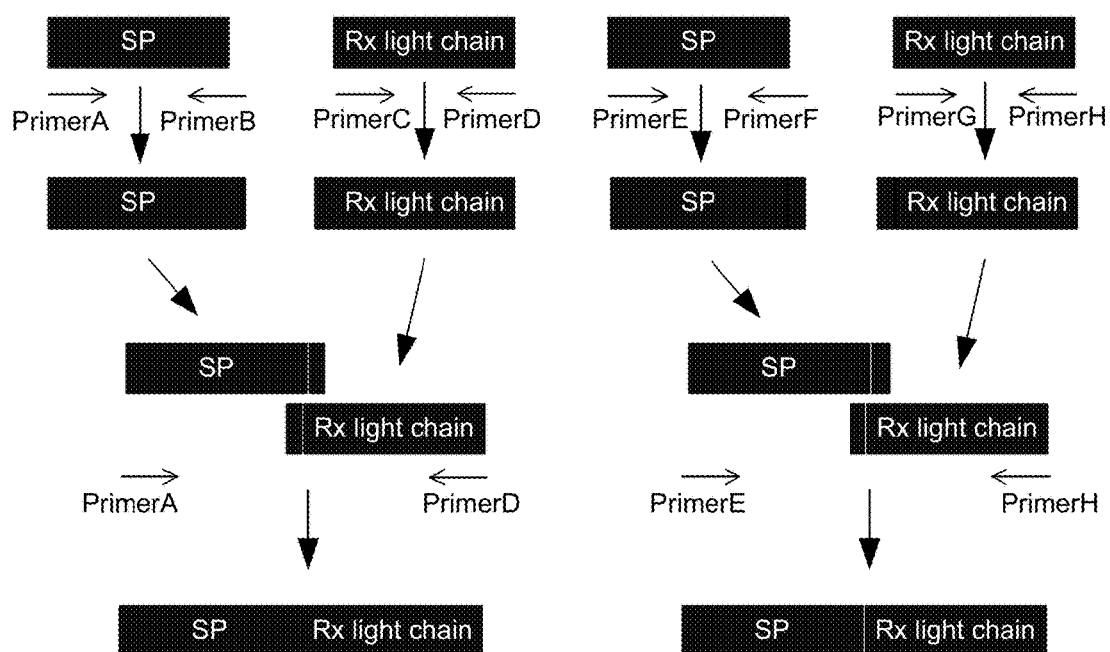 SP Rx light chain SP Rx light chain
PrimerA PrimerB PrimerC PrimerD PrimerE PrimerF PrimerG PrimerH
SP Rx light chain SP Rx light chain
SP SP
Rx light chain Rx light chain
PrimerA PrimerD PrimerE PrimerH
SP Rx light chain SP Rx light chain